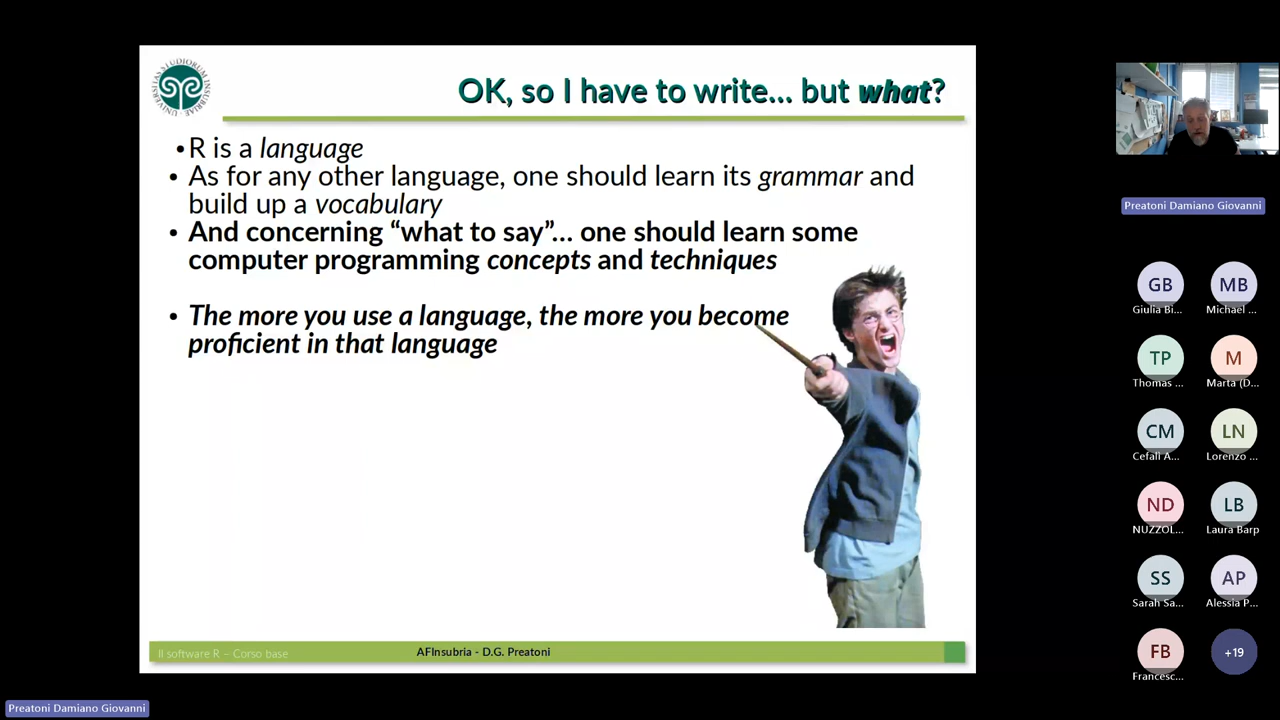 OK, so I have to write... but what?
• R is a language
• As for any other language, one should learn its grammar and
build up a vocabulary
• And concerning “what to say”... one should learn some
computer programming concepts and techniques
• The more you use a language, the more you become
proficient in that language
Il software R – Corso base
AFInsubria - D.G. Preatoni
Preatoni Damiano Giovanni
GB
MB
Giulia Bi...
Michael ...
TP
M
Thomas ...
Marta (D...
CM
LN
Cefalì A...
Lorenzo ...
ND
LB
NUZZOL...
Laura Barp
SS
AP
Sarah Sa...
Alessia P...
FB
+19
Francesc...
Preatoni Damiano Giovanni